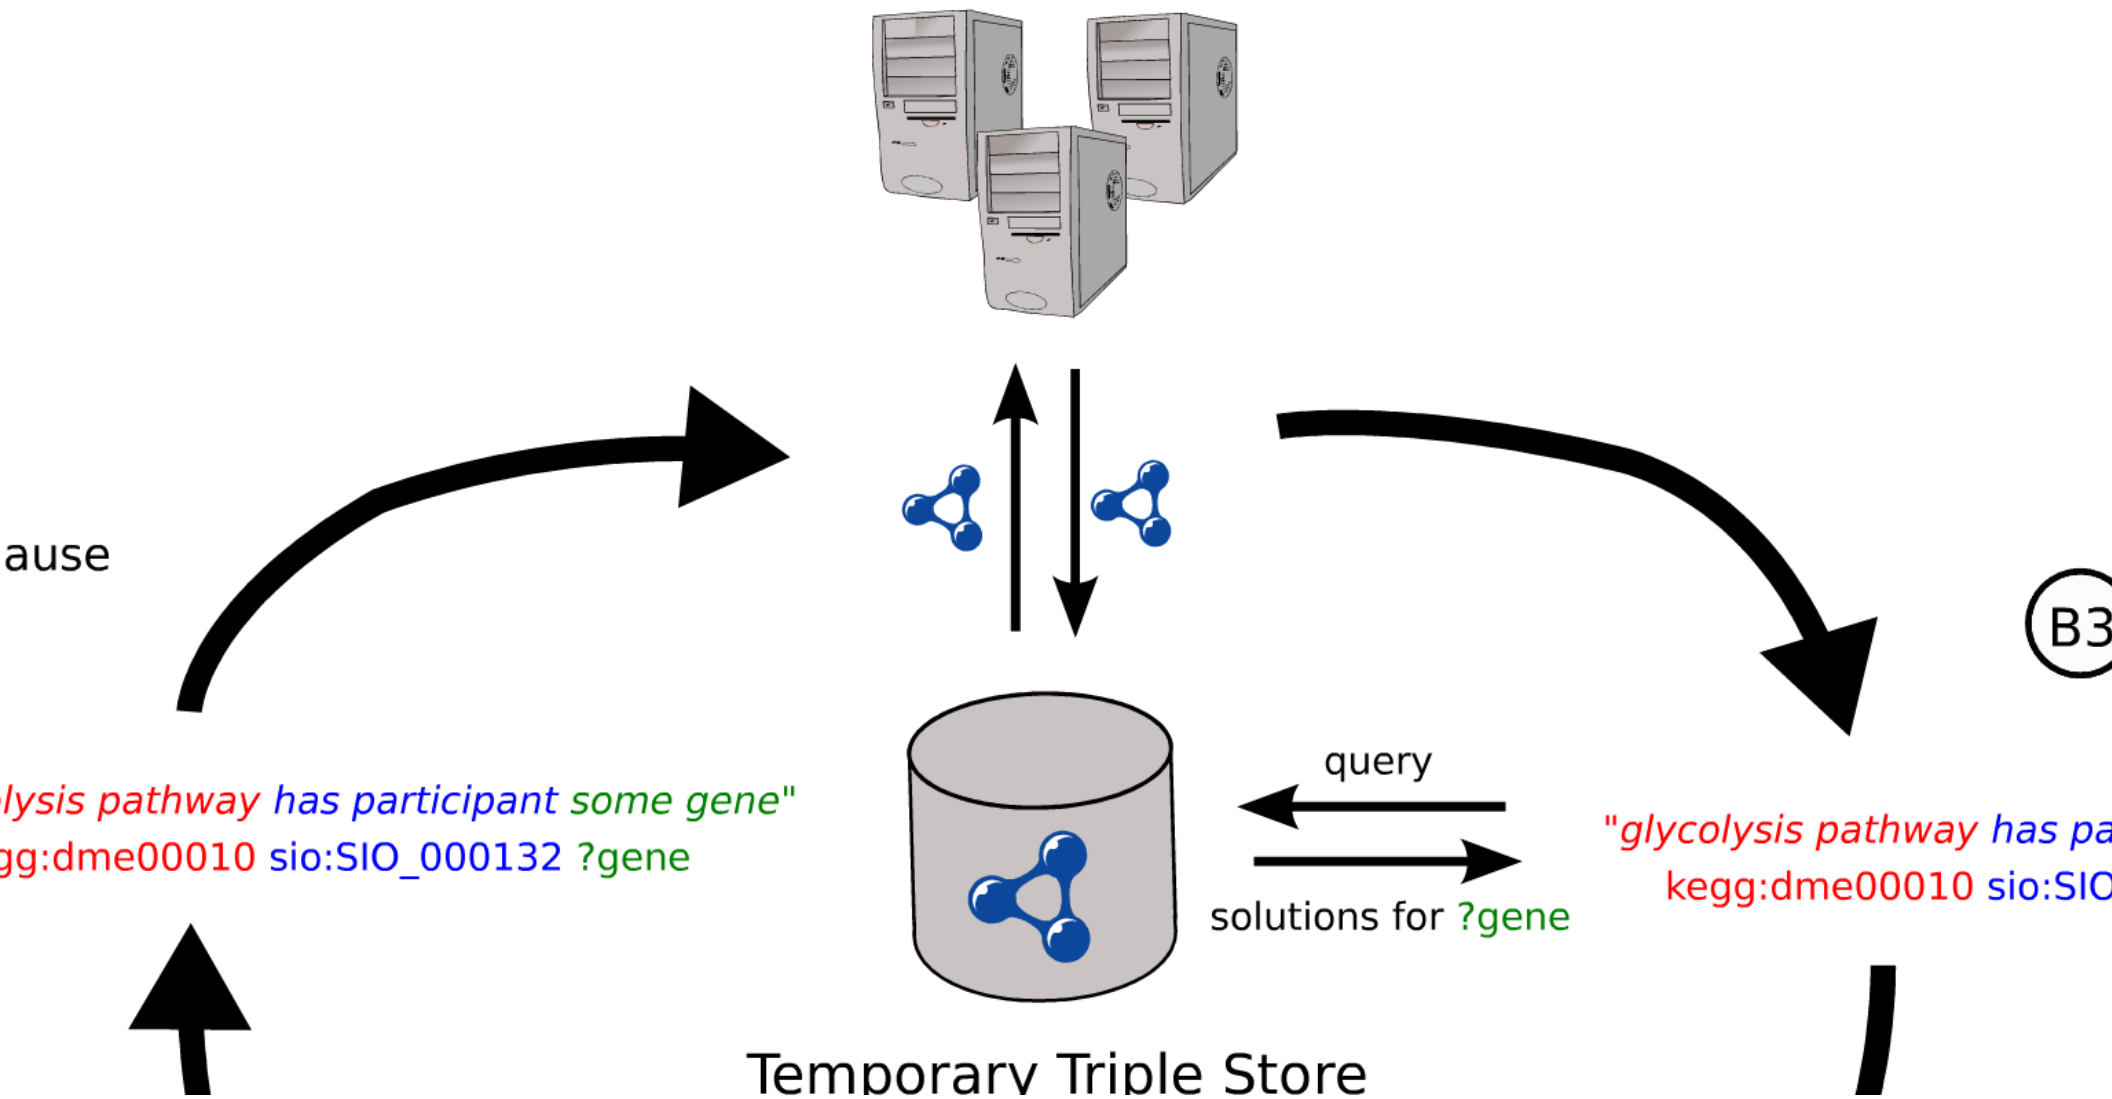 ause
B3
lysis pathway has participant some gene"
gg:dme00010 sio:SIO_000132 ?gene
query
solutions for ?gene
"glycolysis pathway has pa
kegg:dme00010 sio:SIO
Temporary Triple Store